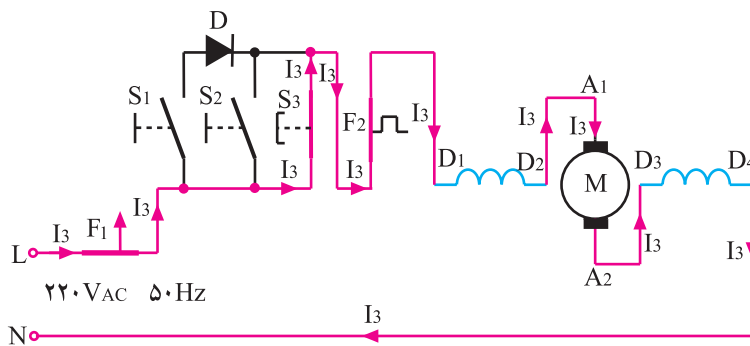 D
S1 S2 I3 I3 S3
F2 I3 A1
I3 I3
D1 D2 M D3 D4
I3 I3
I3 F1
L I3 A2 I3 I3
۲۲۰VAC ۵۰Hz
I3
N